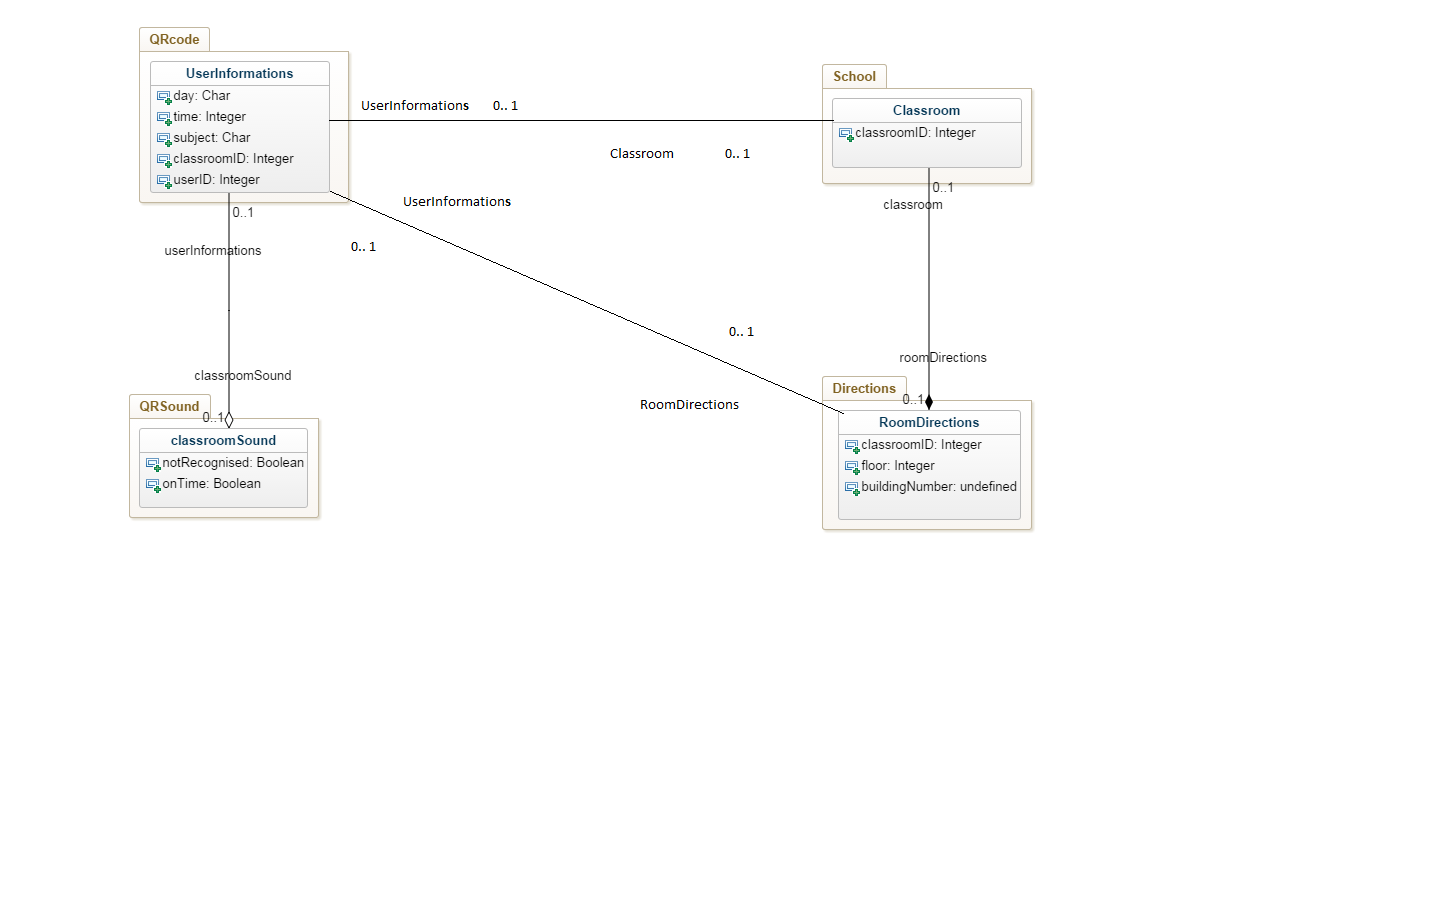 QRcode
UserInformations
day: Char
time: Integer
subject: Char
classroomID: Integer
userID: Integer
UserInformations 0.. 1
Classroom 0.. 1
School
Classroom
classroomID: Integer
0..1
classroom
UserInformations
0.. 1
0..1
userInformations
0.. 1
RoomDirections
roomDirections
0..1
classroomSound
0..1
QRSound
classroomSound
notRecognised: Boolean
onTime: Boolean
Directions
RoomDirections
classroomID: Integer
floor: Integer
buildingNumber: undefined